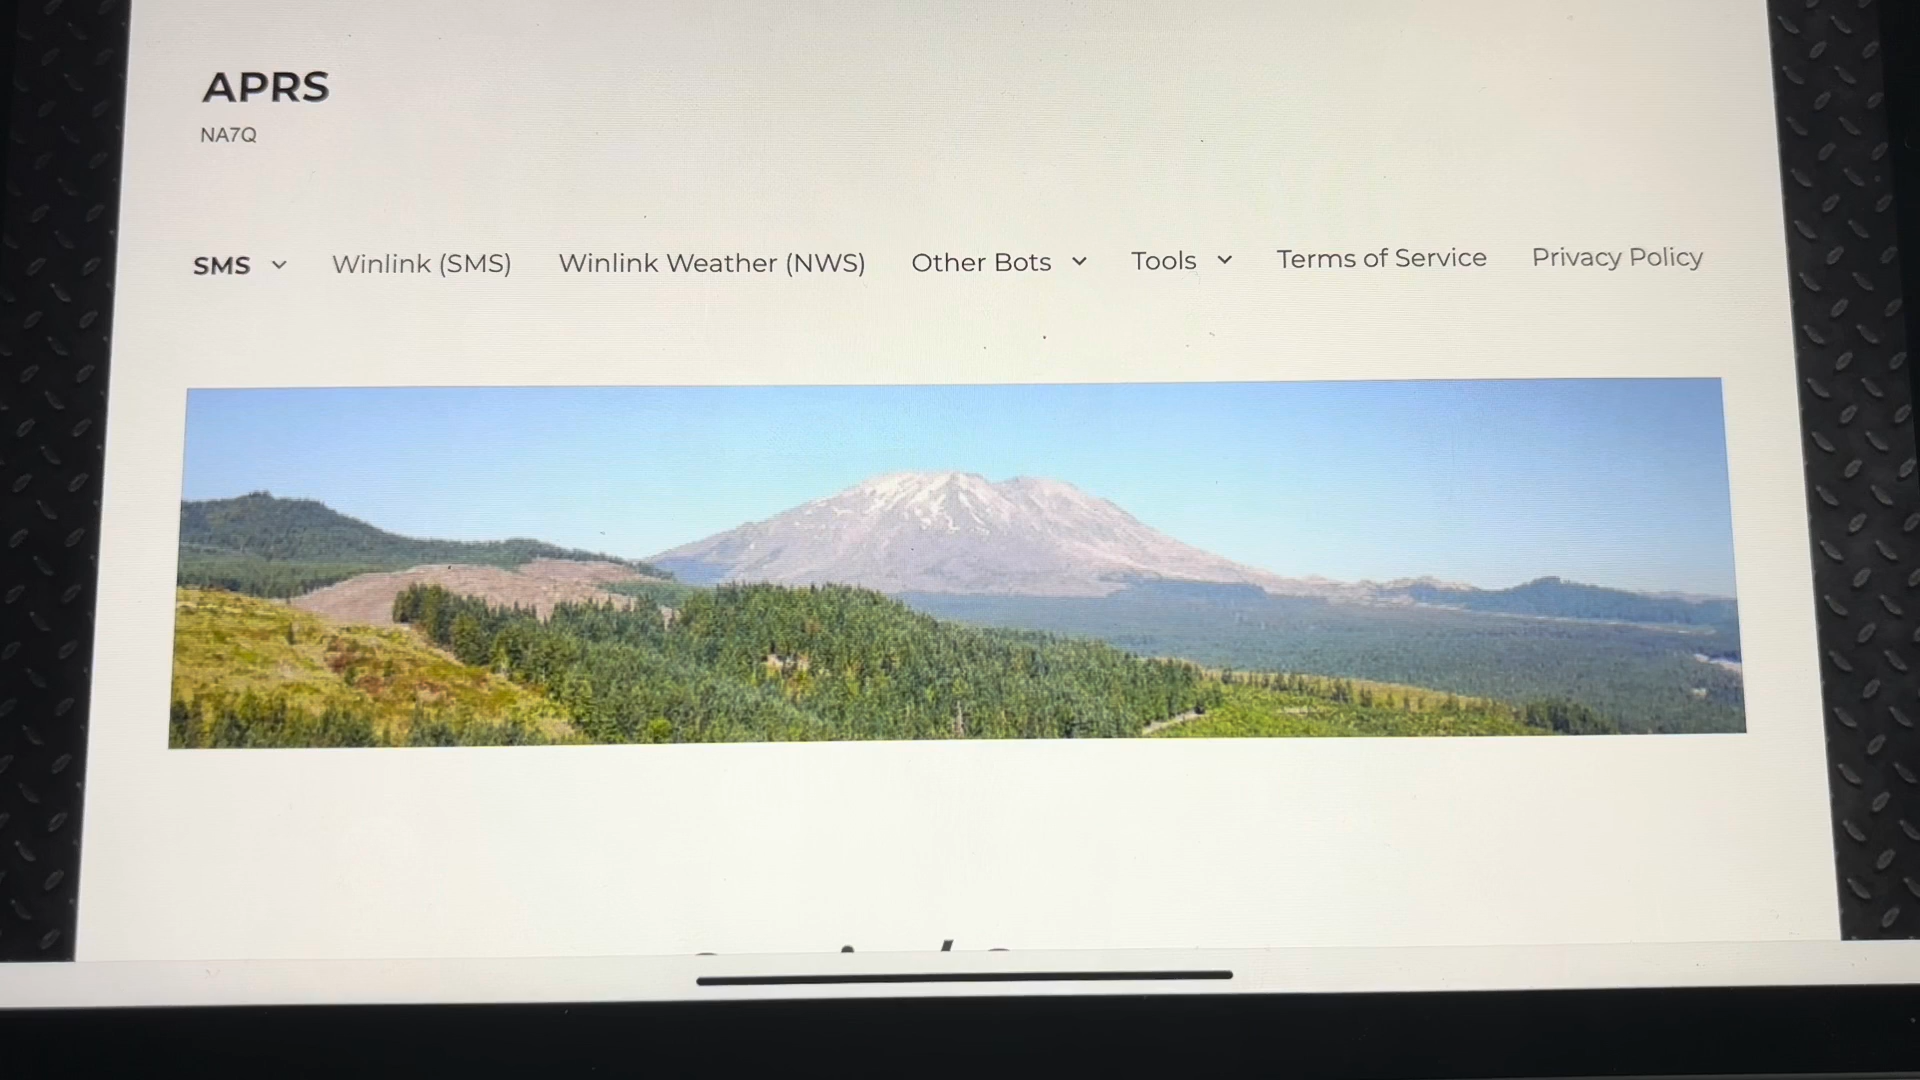 APRS
NA7Q
SMS Winlink (SMS) Winlink Weather (NWS) Other Bots Tools Terms of Service Privacy Policy